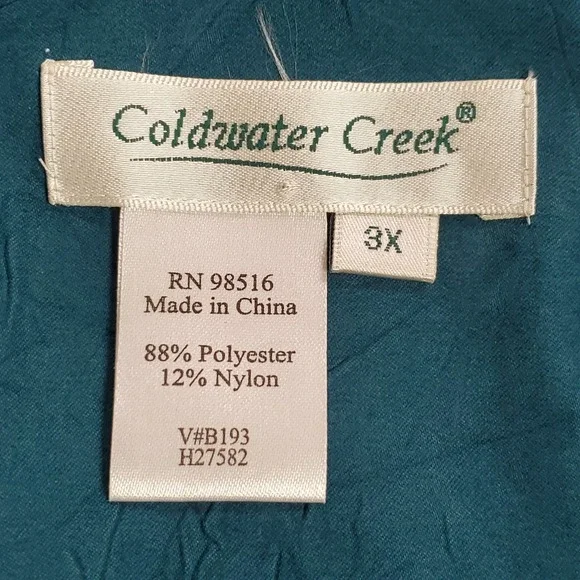 Coldwater Creek®
3X
RN 98516
Made in China
88% Polyester
12% Nylon
V#B193
H27582